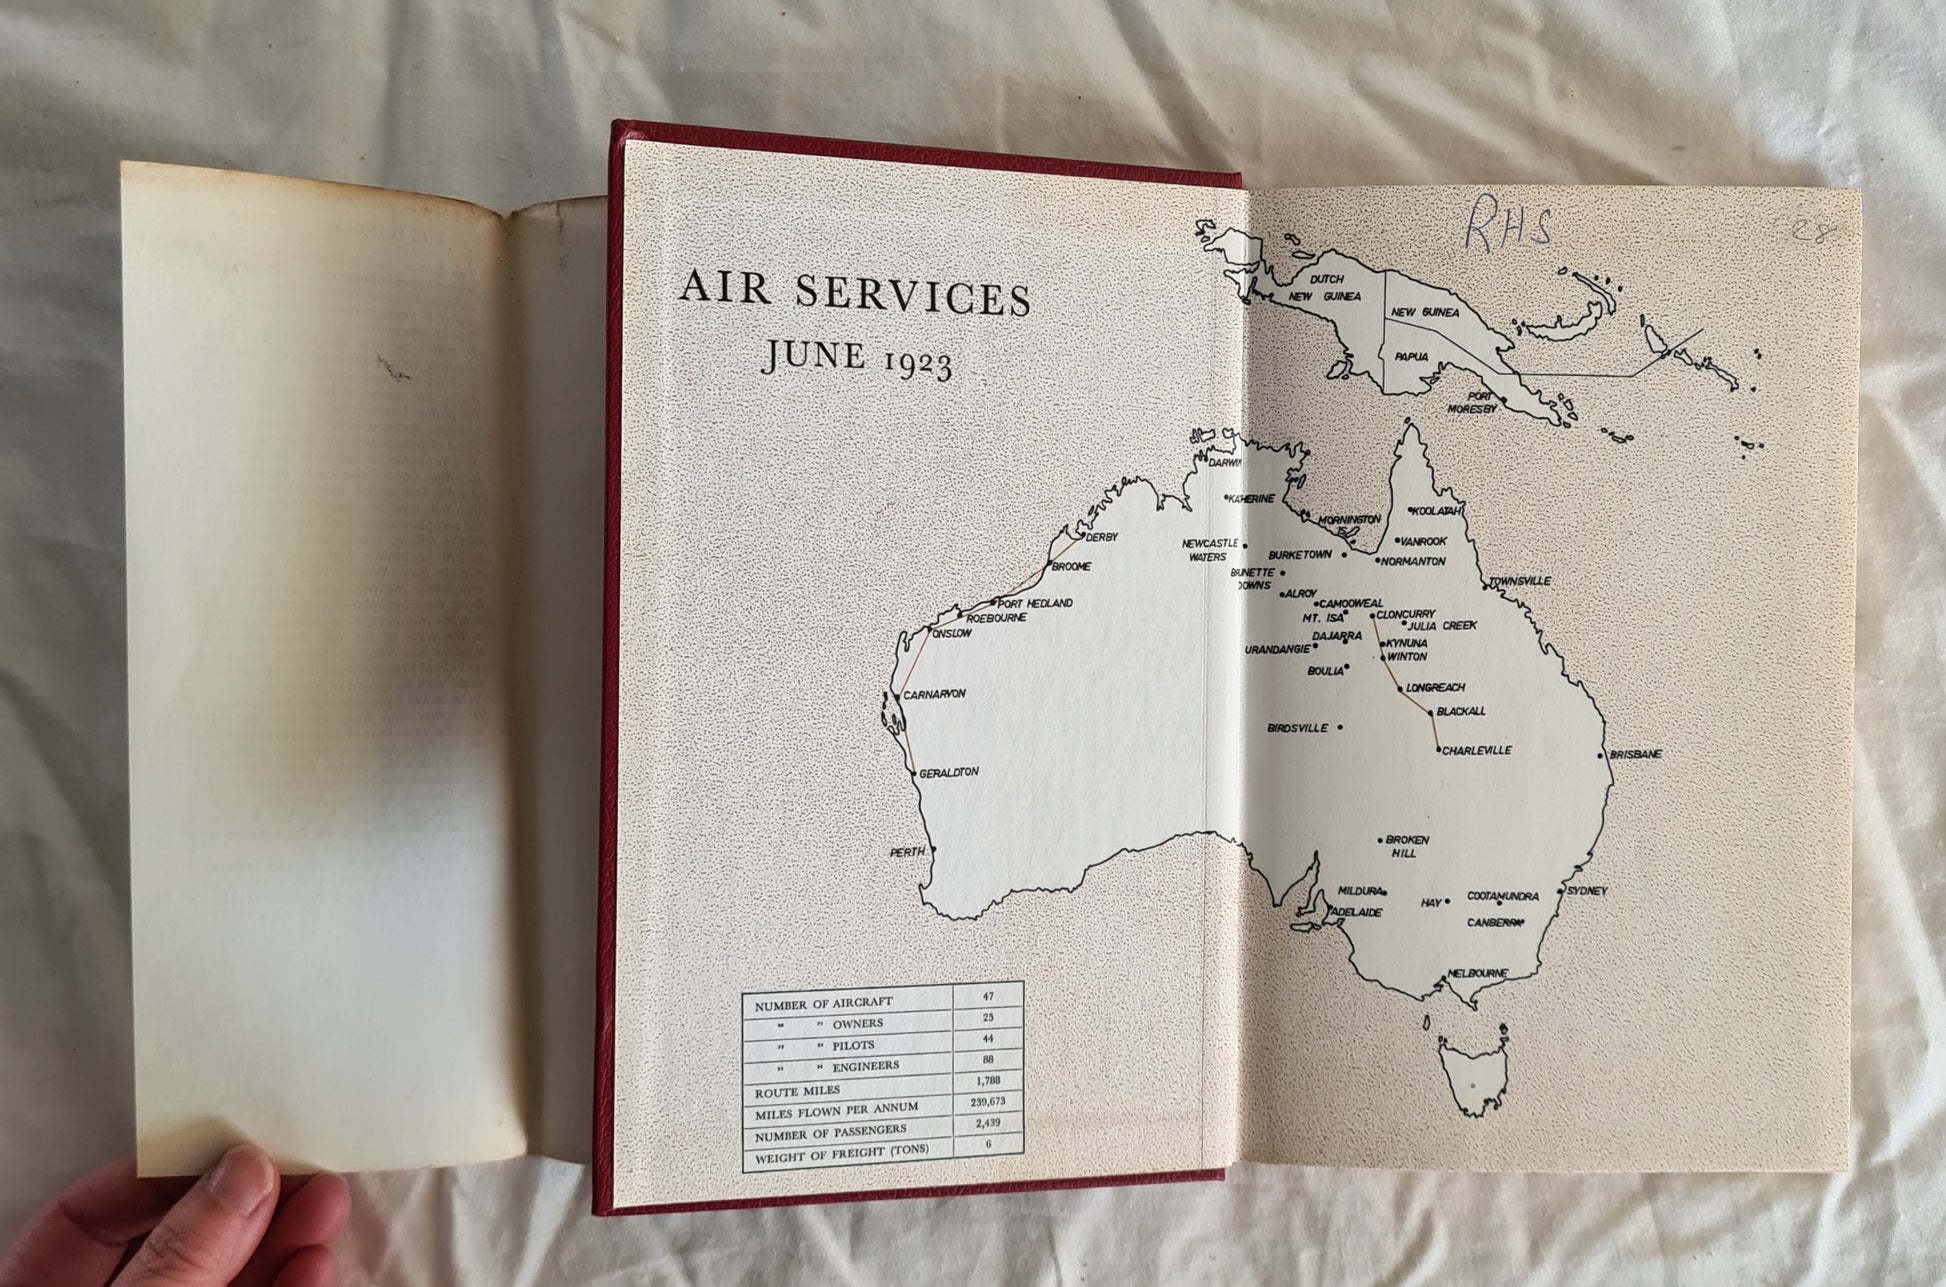 AIR SERVICES
JUNE 1923
RHS
28
DUTCH
NEW GUINEA
NEW GUINEA
PAPUA
PORT
MORESBY
DARWIN
KATHERINE
KOOLATAH
MORNINGTON
IS.
VANROOK
NEWCASTLE
WATERS
BURKETOWN
NORMANTON
DERBY
BROOME
BRUNETTE
DOWNS
ALROY
TOWNSVILLE
PORT HEDLAND
CAMOOWEAL
ROEBOURNE
MT. ISA
CLONCURRY
JULIA CREEK
ONSLOW
DAJARRA
KYNUNA
URANDANGIE
WINTON
BOULIA
CARNARVON
LONGREACH
BLACKALL
BIRDSVILLE
CHARLEVILLE
BRISBANE
GERALDTON
PERTH
BROKEN
HILL
MILDURA
HAY
COOTAMUNDRA
SYDNEY
ADELAIDE
CANBERRA
MELBOURNE
NUMBER OF AIRCRAFT 47
" " OWNERS 25
" " PILOTS 44
" " ENGINEERS 88
ROUTE MILES 1,788
MILES FLOWN PER ANNUM 239,673
NUMBER OF PASSENGERS 2,439
WEIGHT OF FREIGHT (TONS) 6